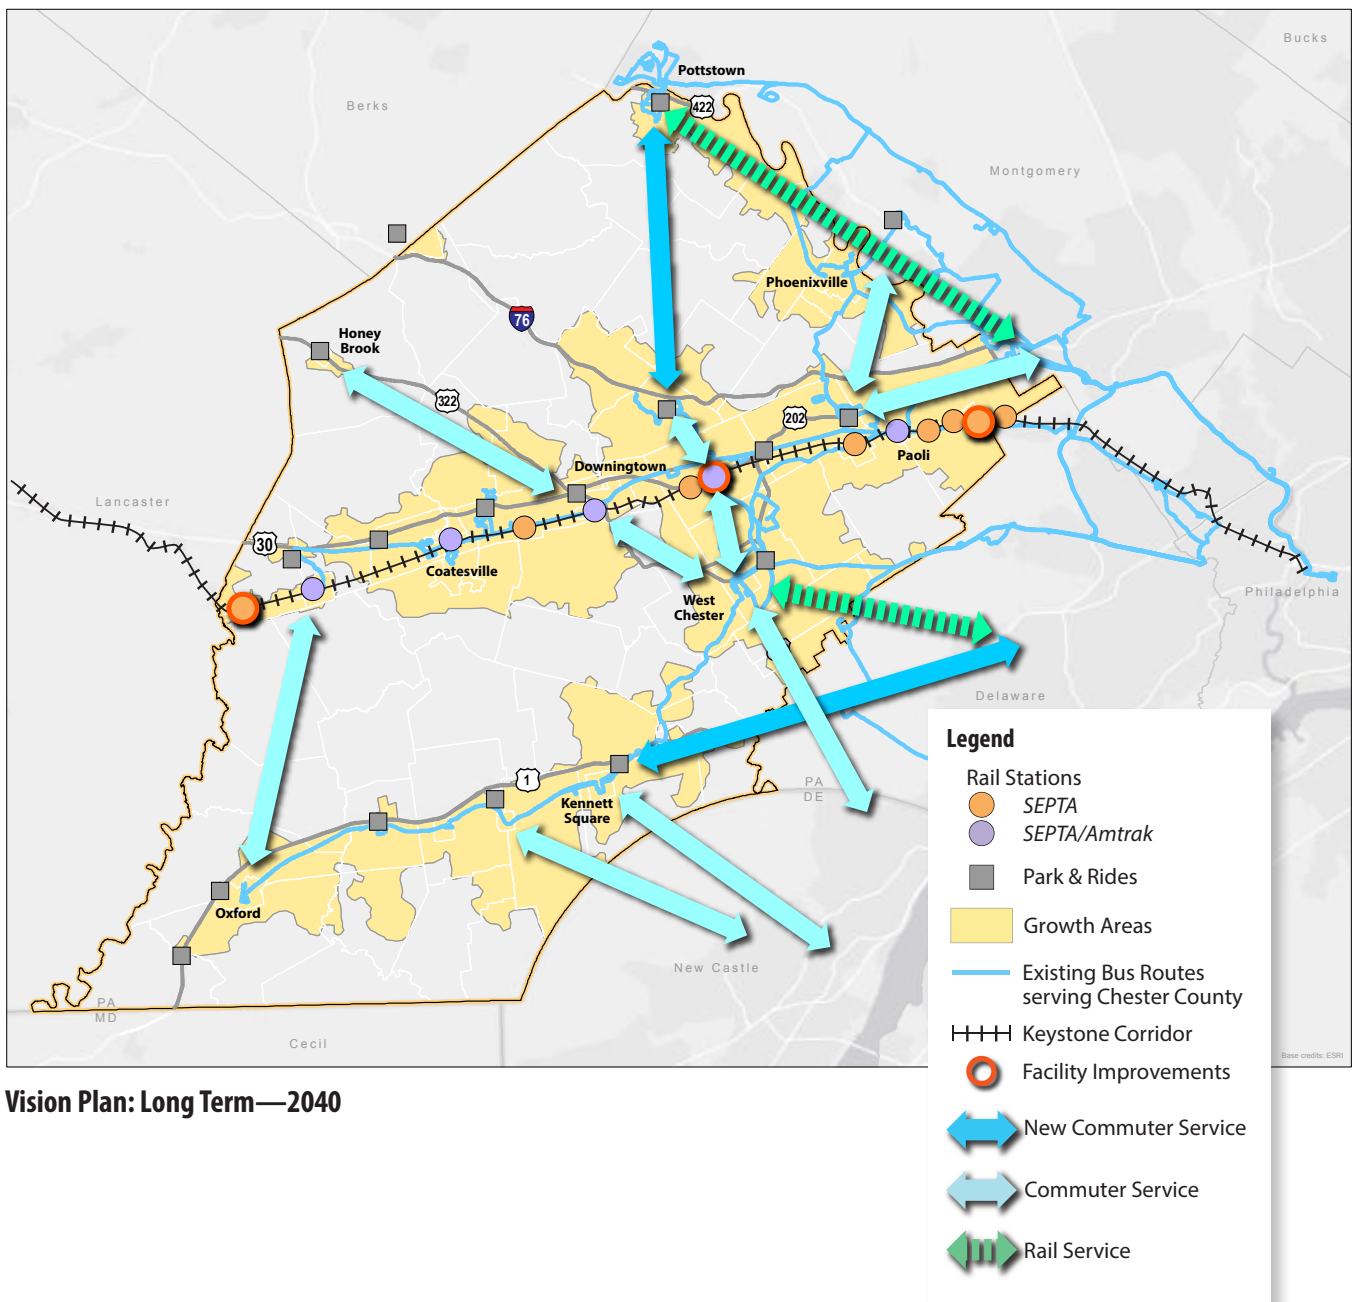 Bucks
Pottstown
Berks
422
Montgomery
Phoenixville
76
Honey
Brook
322
202
Downingtown
Paoli
Lancaster
30
Coatesville
West
Chester
Philadelphia
Delaware
1
Kennett
Square
PA
DE
Oxford
New Castle
PA
MD
Cecil
Legend
Rail Stations
SEPTA
SEPTA/Amtrak
Park & Rides
Growth Areas
Existing Bus Routes
serving Chester County
Keystone Corridor
Base credits: ESRI
Facility Improvements
New Commuter Service
Commuter Service
Rail Service
Vision Plan: Long Term—2040